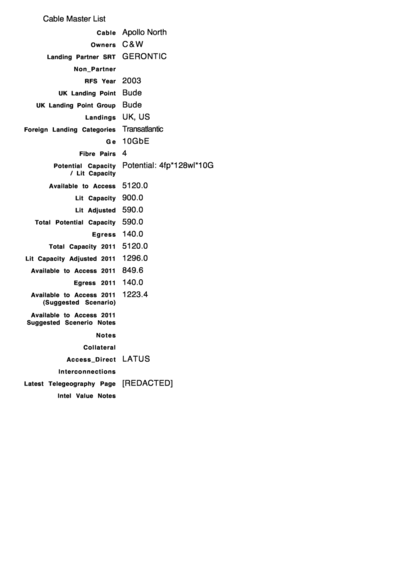 Cable Master List
Cable Apollo North
Owners C&W
Landing Partner SRT GERONTIC
Non_Partner
RFS Year 2003
UK Landing Point Bude
UK Landing Point Group Bude
Landings UK, US
Foreign Landing Categories Transatlantic
Ge 10GbE
Fibre Pairs 4
Potential Capacity Potential: 4fp*128wl*10G
/ Lit Capacity
Available to Access 5120.0
Lit Capacity 900.0
Lit Adjusted 590.0
Total Potential Capacity 590.0
Egress 140.0
Total Capacity 2011 5120.0
Lit Capacity Adjusted 2011 1296.0
Available to Access 2011 849.6
Egress 2011 140.0
Available to Access 2011 1223.4
(Suggested Scenario)
Available to Access 2011
Suggested Scenerio Notes
Notes
Collateral
Access_Direct LATUS
Interconnections
Latest Telegeography Page [REDACTED]
Intel Value Notes